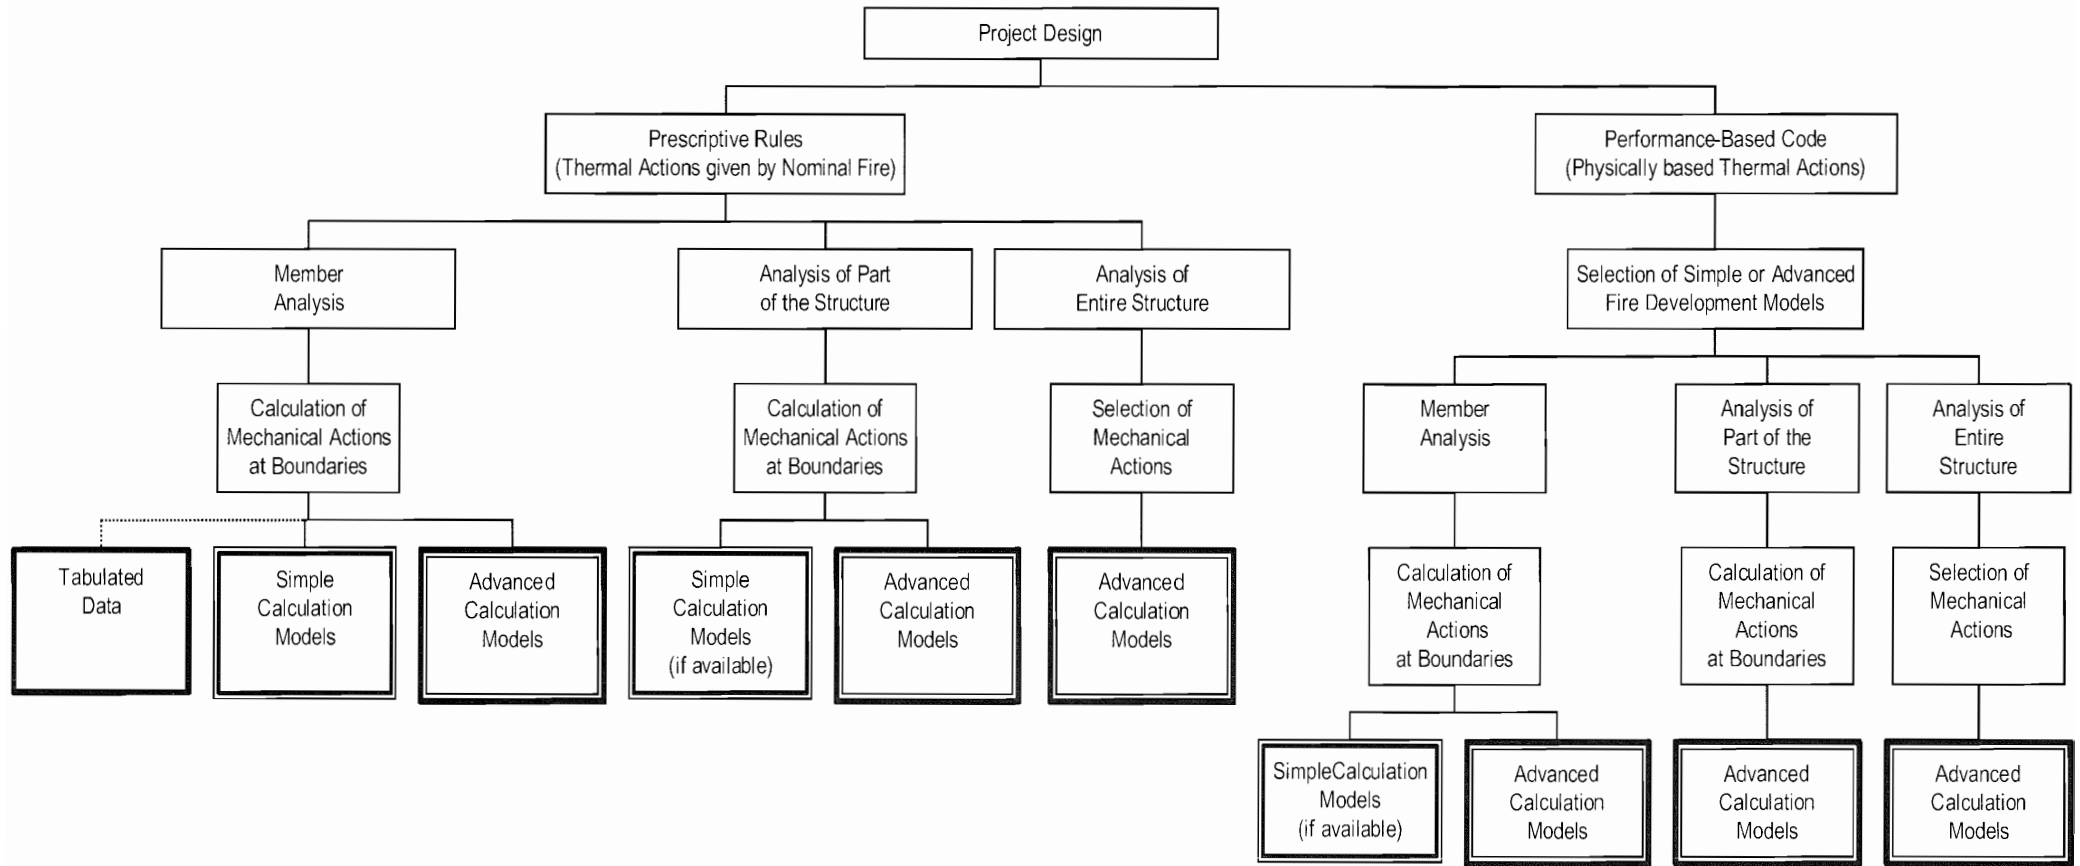 Project Design
Prescriptive Rules
(Thermal Actions given by Nominal Fire)
Performance-Based Code
(Physically based Thermal Actions)
Member
Analysis
Analysis of Part
of the Structure
Analysis of
Entire Structure
Selection of Simple or Advanced
Fire Development Models
Calculation of
Mechanical Actions
at Boundaries
Calculation of
Mechanical Actions
at Boundaries
Selection of
Mechanical
Actions
Member
Analysis
Analysis of
Part of the
Structure
Analysis of
Entire
Structure
Tabulated
Data
Simple
Calculation
Models
Advanced
Calculation
Models
Simple
Calculation
Models
(if available)
Advanced
Calculation
Models
Advanced
Calculation
Models
Calculation of
Mechanical
Actions
at Boundaries
Calculation of
Mechanical
Actions
at Boundaries
Selection of
Mechanical
Actions
SimpleCalculation
Models
(if available)
Advanced
Calculation
Models
Advanced
Calculation
Models
Advanced
Calculation
Models